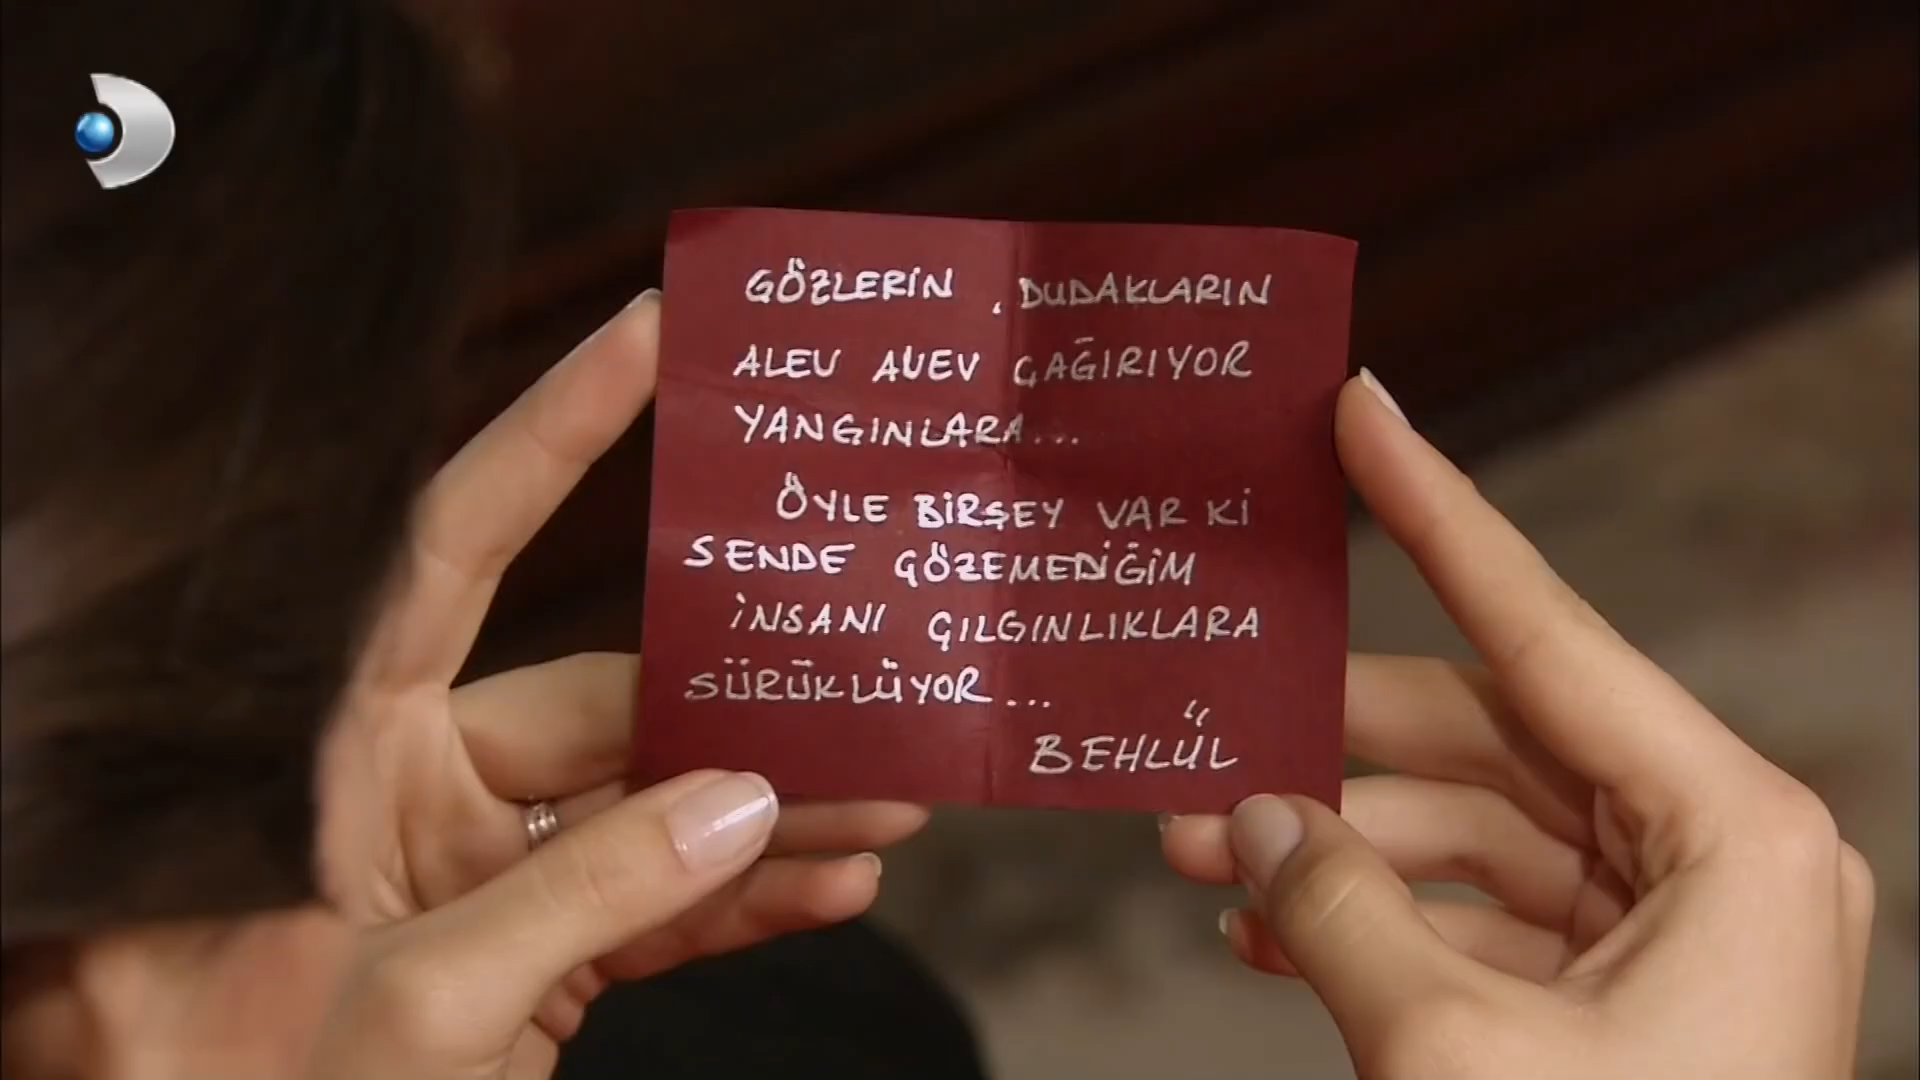 GÖZLERİN , DUDAKLARIN
ALEV ALEV ÇAĞIRIYOR
YANGINLARA...
ÖYLE BİRŞEY VAR Kİ
SENDE ÇÖZEMEDİĞİM
İNSANI ÇILGINLIKLARA
SÜRÜKLÜYOR...
BEHLÜL